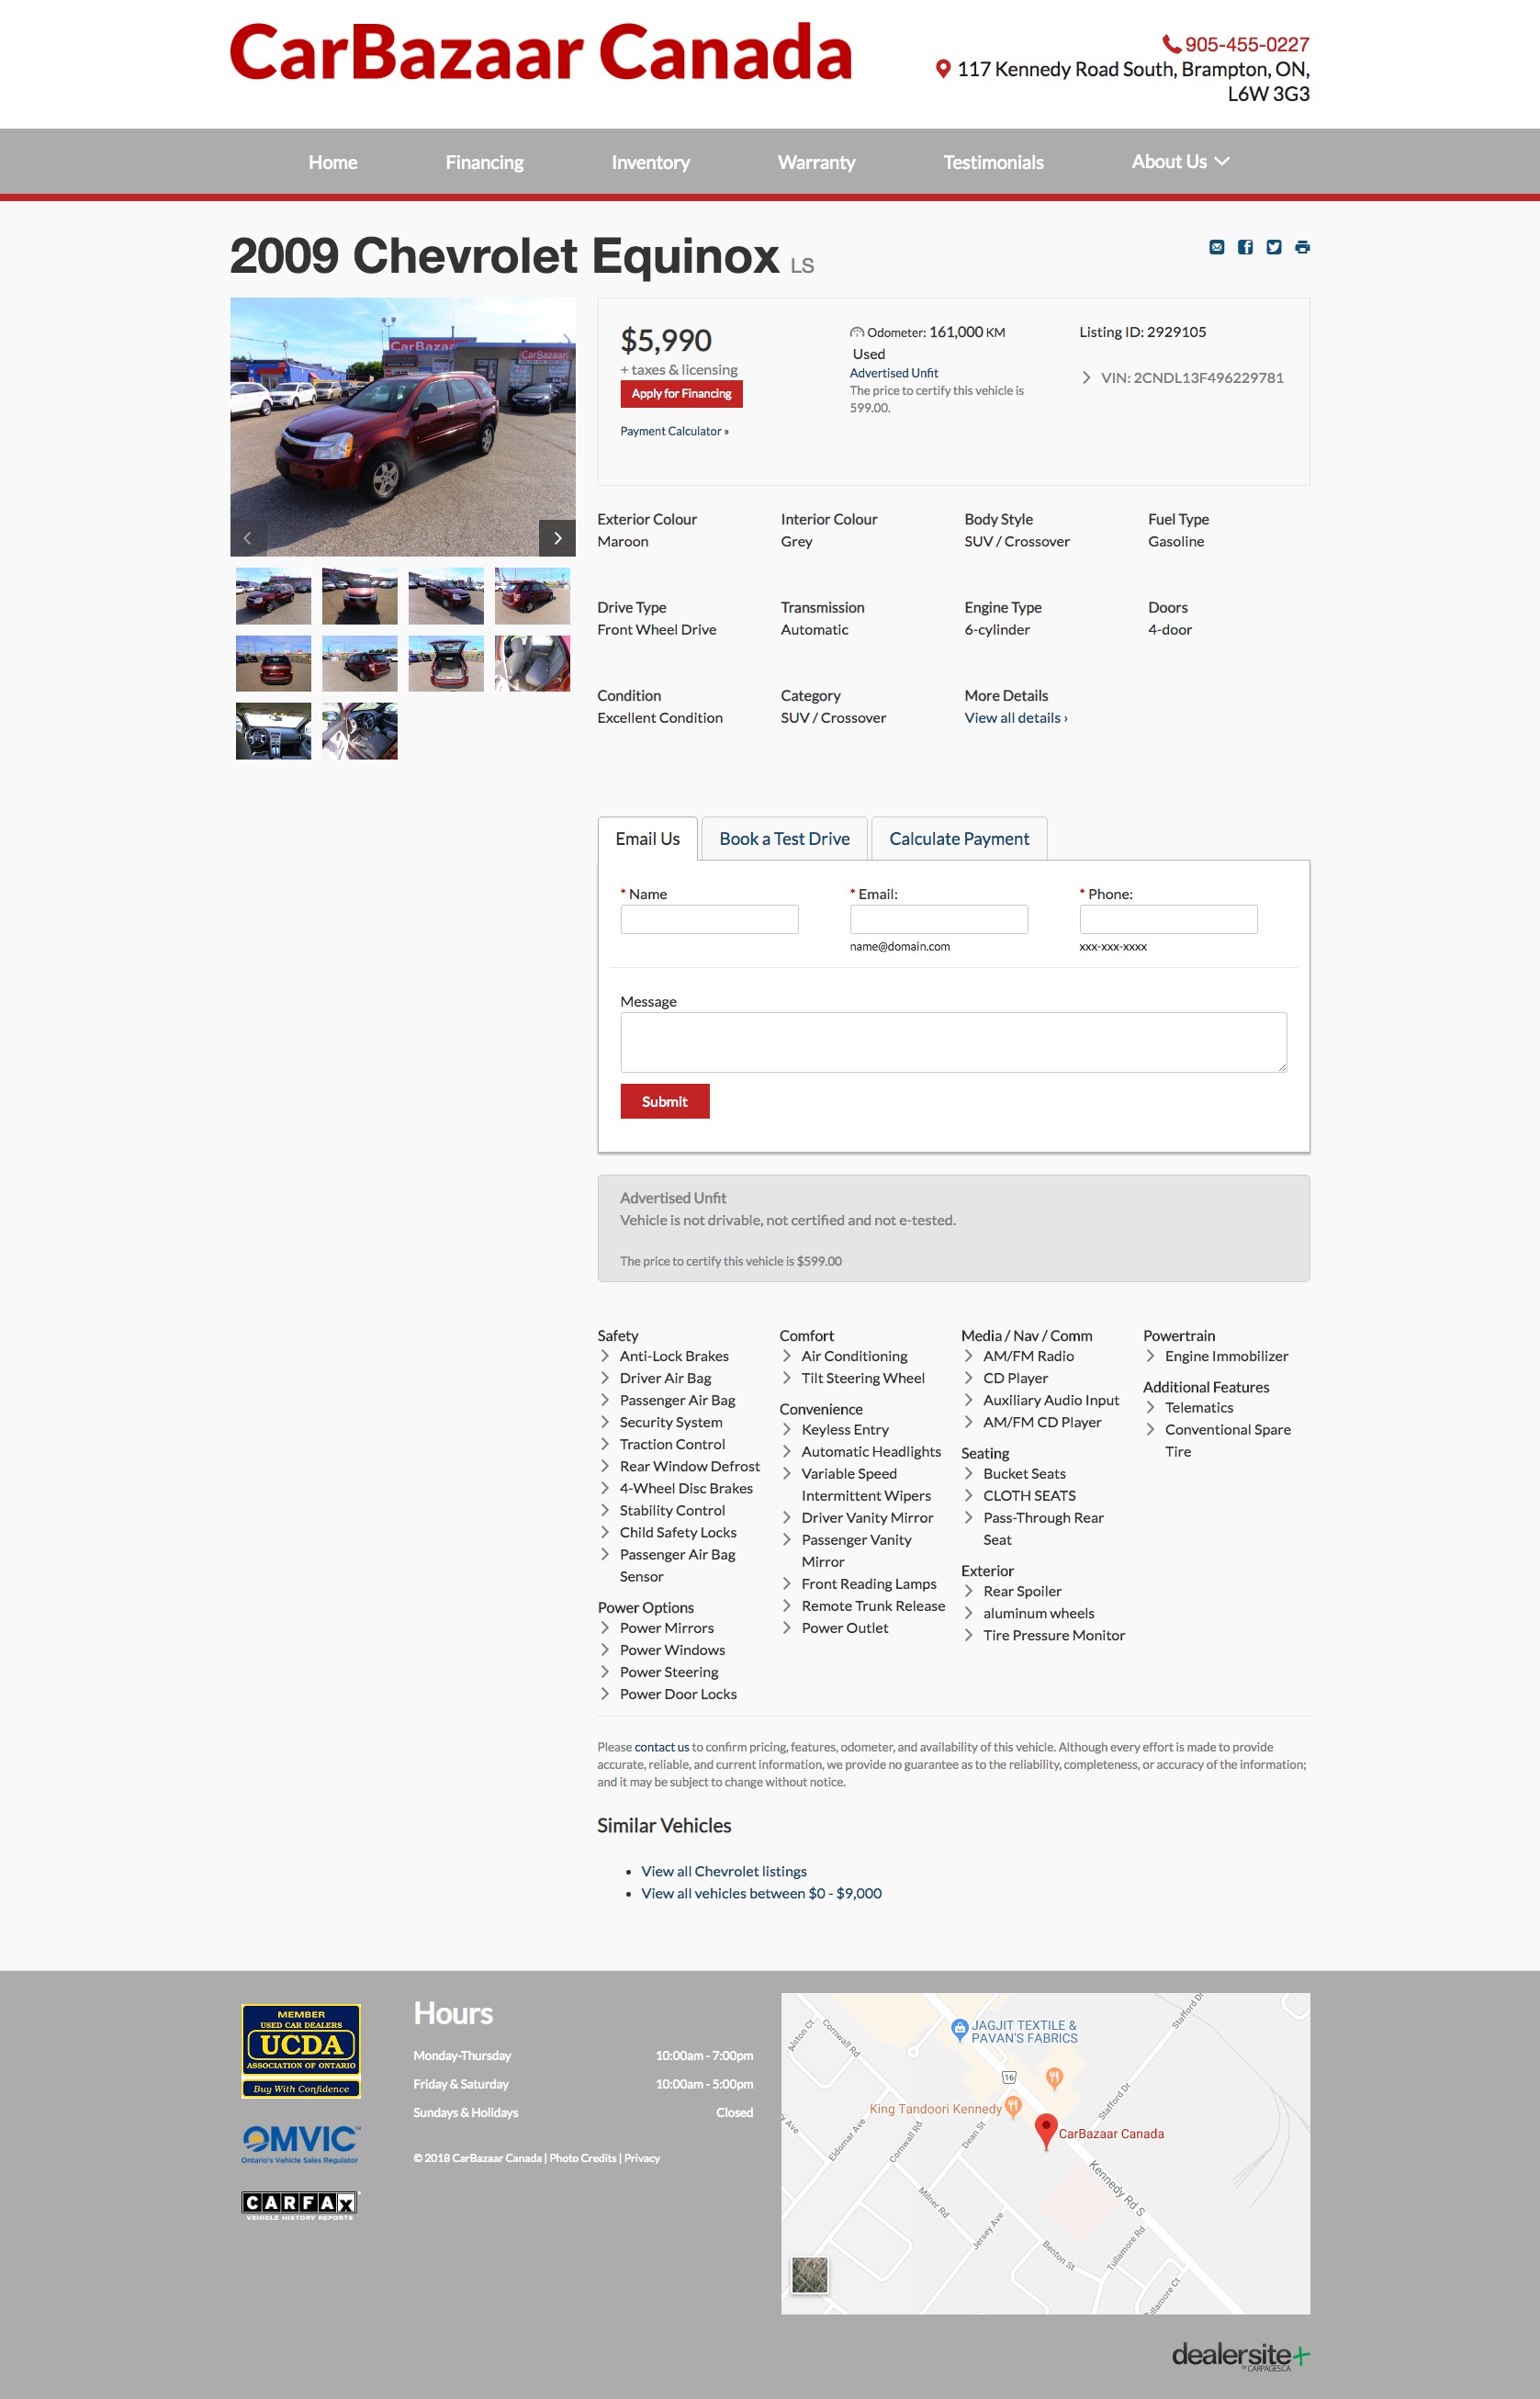 CarBazaar Canada
905-455-0227
117 Kennedy Road South, Brampton, ON,
L6W 3G3
Home
Financing
Inventory
Warranty
Testimonials
About Us
2009 Chevrolet Equinox LS
CarBazaar
CarBazaar!
$5,990
+ taxes & licensing
Apply for Financing
Payment Calculator »
Odometer: 161,000 KM
Used
Advertised Unfit
The price to certify this vehicle is
599.00.
Listing ID: 2929105
VIN: 2CNDL13F496229781
Exterior Colour
Maroon
Interior Colour
Grey
Body Style
SUV / Crossover
Fuel Type
Gasoline
Drive Type
Front Wheel Drive
Transmission
Automatic
Engine Type
6-cylinder
Doors
4-door
Condition
Excellent Condition
Category
SUV / Crossover
More Details
View all details ›
Email Us
Book a Test Drive
Calculate Payment
* Name
* Email:
name@domain.com
* Phone:
xxx-xxx-xxxx
Message
Submit
Advertised Unfit
Vehicle is not drivable, not certified and not e-tested.
The price to certify this vehicle is $599.00
Safety
Anti-Lock Brakes
Driver Air Bag
Passenger Air Bag
Security System
Traction Control
Rear Window Defrost
4-Wheel Disc Brakes
Stability Control
Child Safety Locks
Passenger Air Bag
Sensor
Power Options
Power Mirrors
Power Windows
Power Steering
Power Door Locks
Comfort
Air Conditioning
Tilt Steering Wheel
Convenience
Keyless Entry
Automatic Headlights
Variable Speed
Intermittent Wipers
Driver Vanity Mirror
Passenger Vanity
Mirror
Front Reading Lamps
Remote Trunk Release
Power Outlet
Media / Nav / Comm
AM/FM Radio
CD Player
Auxiliary Audio Input
AM/FM CD Player
Seating
Bucket Seats
CLOTH SEATS
Pass-Through Rear
Seat
Exterior
Rear Spoiler
aluminum wheels
Tire Pressure Monitor
Powertrain
Engine Immobilizer
Additional Features
Telematics
Conventional Spare
Tire
Please contact us to confirm pricing, features, odometer, and availability of this vehicle. Although every effort is made to provide
accurate, reliable, and current information, we provide no guarantee as to the reliability, completeness, or accuracy of the information;
and it may be subject to change without notice.
Similar Vehicles
• View all Chevrolet listings
• View all vehicles between $0 - $9,000
MEMBER
USED CAR DEALERS
UCDA
ASSOCIATION OF ONTARIO
Buy With Confidence
OMVIC™
Ontario's Vehicle Sales Regulator
CARFAX
VEHICLE HISTORY REPORTS
Hours
Monday-Thursday 10:00am - 7:00pm
Friday & Saturday 10:00am - 5:00pm
Sundays & Holidays Closed
© 2018 CarBazaar Canada | Photo Credits | Privacy
JAGJIT TEXTILE &
PAVAN'S FABRICS
Alston Ct
Cornwall Rd
Stafford Dr
16
King Tandoori Kennedy
Stafford Dr
Eldomar Ave
Cornwall Rd
Dean St
CarBazaar Canada
Kennedy Rd S
Milner Rd
Jersey Ave
Benton St
Tullamore Rd
Tullamore Ct
dealersite+
BY CARPAGES.CA